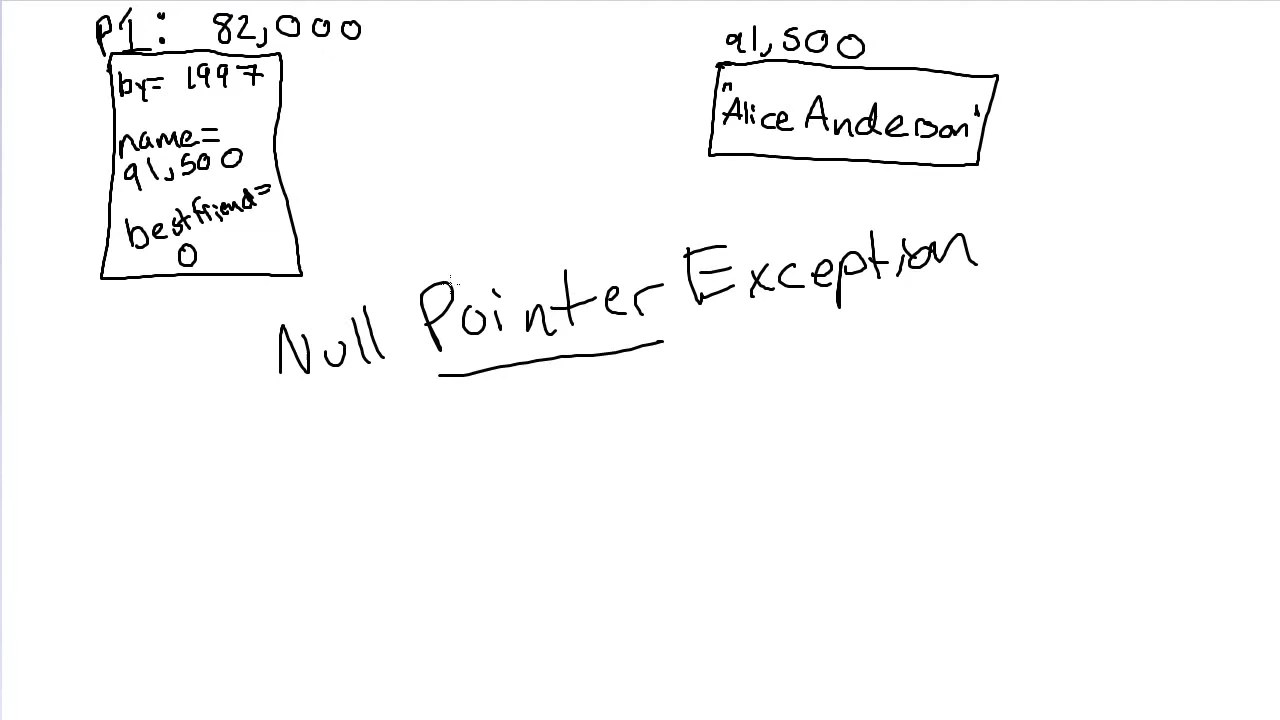 p1: 82,000
by= 1997
name=
91,500
bestfriend=
0
91,500
"Alice Anderson"
Null Pointer Exception